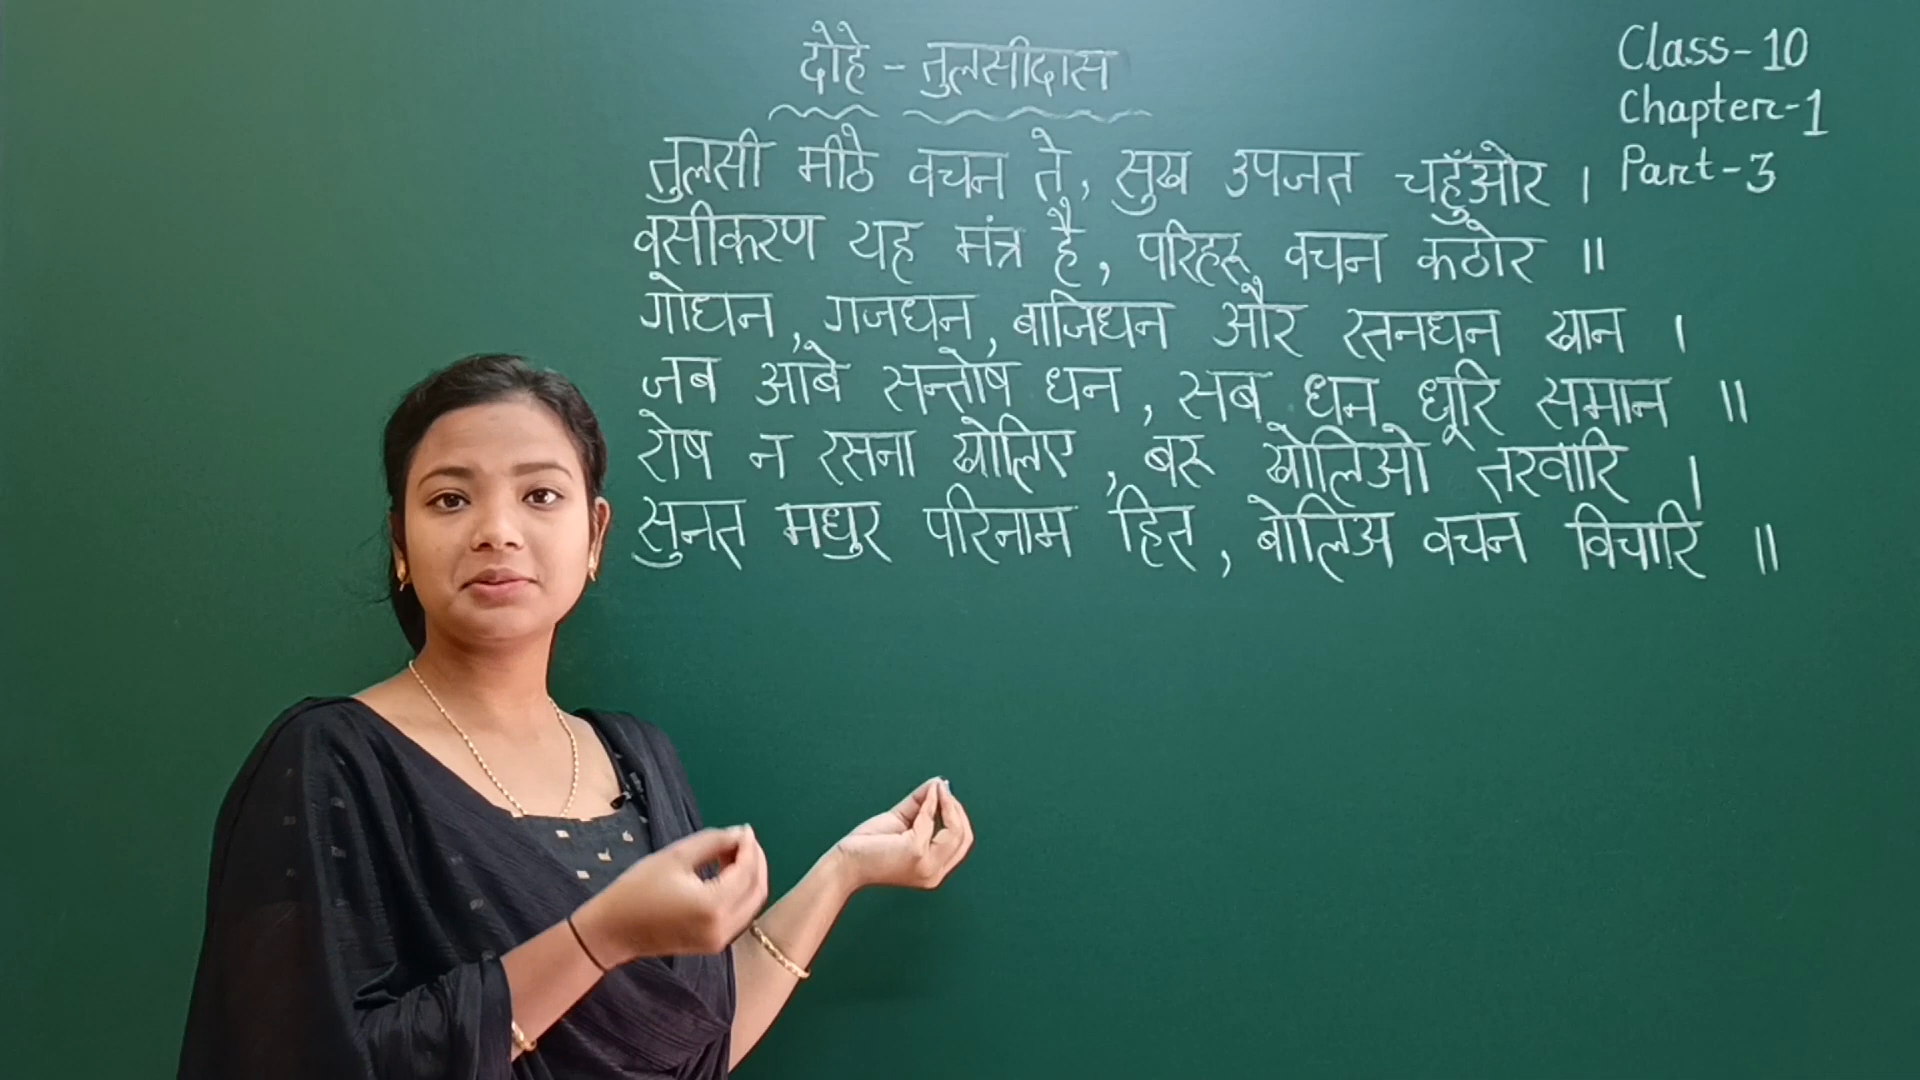 दोहे - तुलसीदास
Class-10
Chapter-1
Part-3
तुलसी मीठे वचन ते, सुख उपजत चहुँओर ।
वसीकरण यह मंत्र है, परिहरू वचन कठोर ॥
गोधन, गजधन, बाजिधन और रतनधन खान ।
जब आवे सन्तोष धन, सब धन धूरि समान ॥
रोष न रसना खोलिए, बरू खोलिओ तरवारि ।
सुनत मधुर परिनाम हित, बोलिअ वचन विचारि ॥